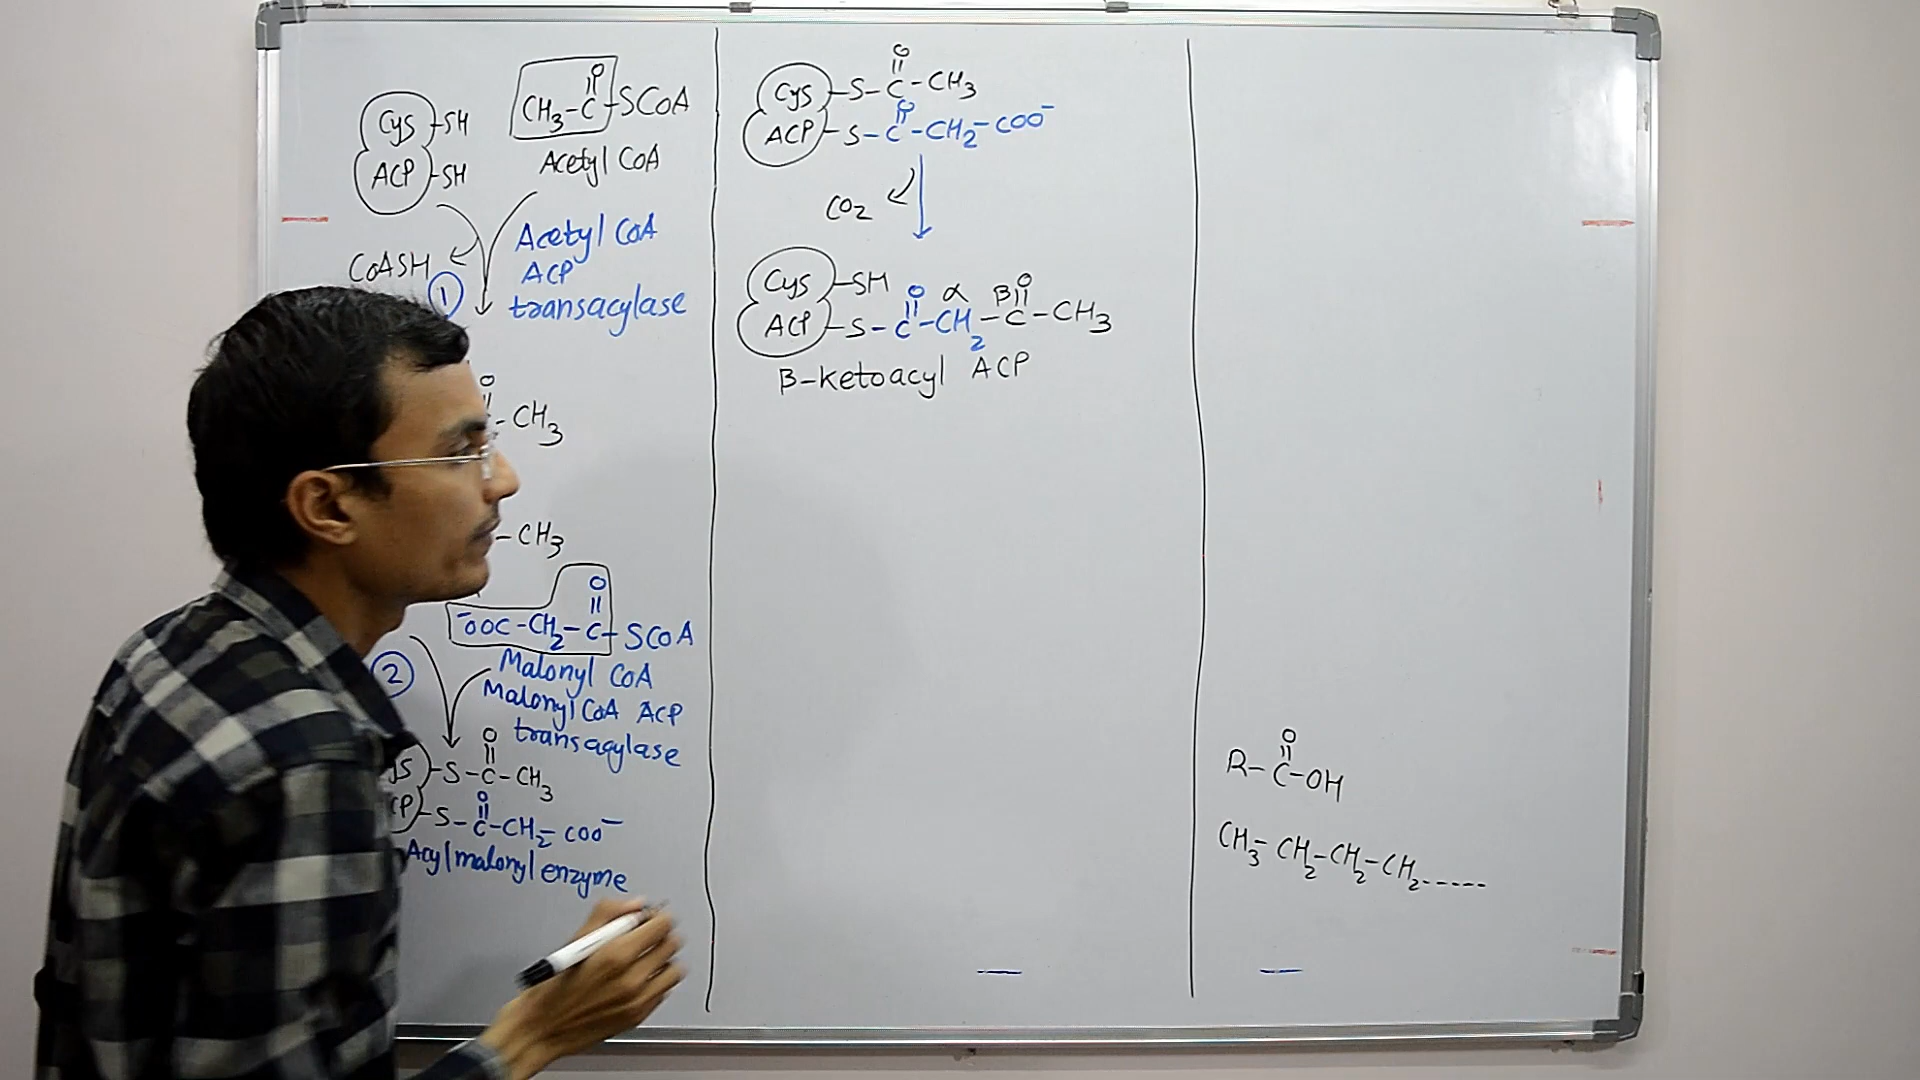 O
||
Cys -SH CH3-C-SCoA
ACP -SH Acetyl CoA
CoASH
1
Acetyl CoA
ACP
transacylase
O
-CH3
-CH3
O
||
-OOC-CH2-C-SCoA
Malonyl CoA
2
Malonyl CoA ACP
transacylase
O
||
-S-C-CH3
O
||
-S-C-CH2-COO-
Acyl malonyl enzyme
O
||
Cys -S-C-CH3
O
||
ACP -S-C-CH2-COO-
CO2
Cys -SH
O α β O
|| ||
ACP -S-C-CH2-C-CH3
β-ketoacyl ACP
O
||
R-C-OH
CH3-CH2-CH2-CH2-----